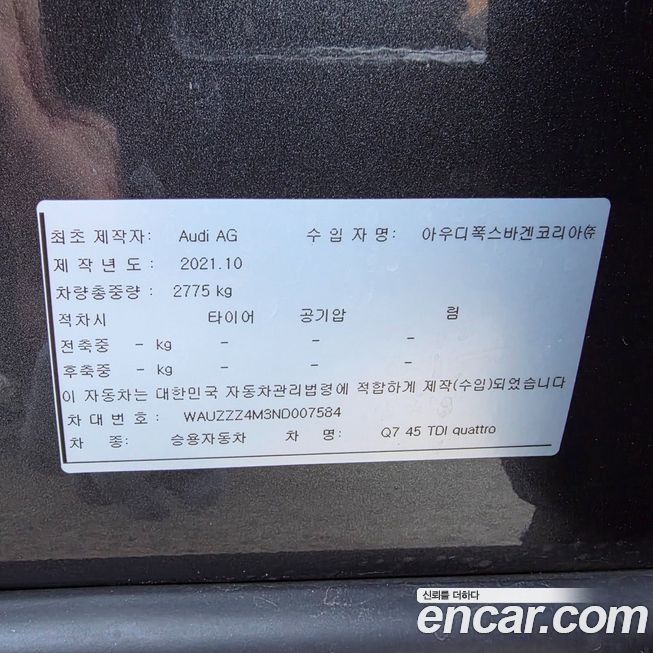 최초 제작자: Audi AG 수 입 자 명: 아우디폭스바겐코리아㈜
제 작 년 도 : 2021.10
차량총중량 : 2775 kg
적차시 타이어 공기압 림
전축중 - kg - - -
후축중 - kg - - -
이 자동차는 대한민국 자동차관리법령에 적합하게 제작(수입)되었습니다
차 대 번 호 : WAUZZZ4M3ND007584
차 종: 승용자동차 차 명: Q7 45 TDI quattro
신뢰를 더하다
encar.com